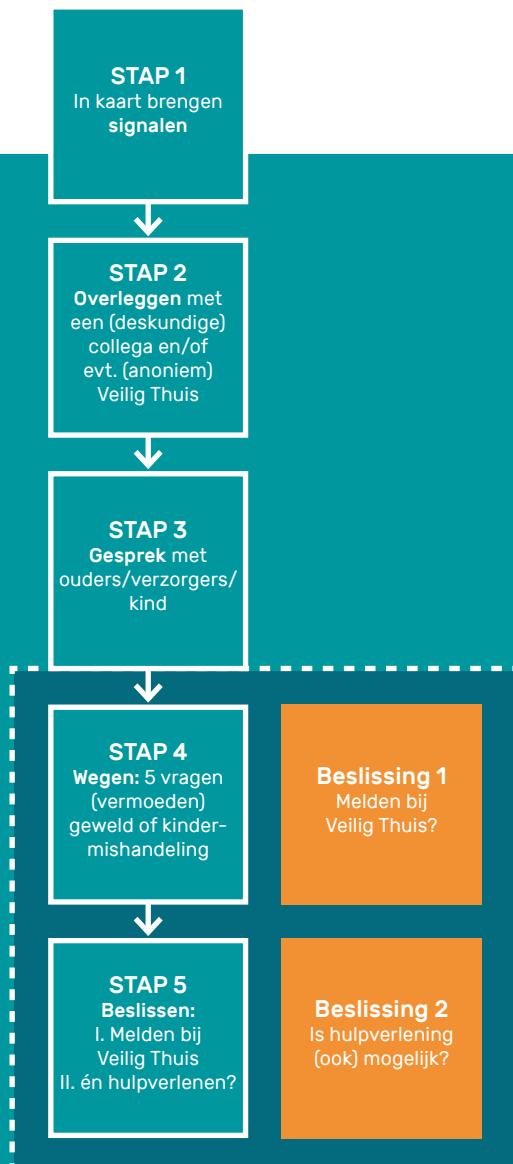 STAP 1
In kaart brengen
signalen
STAP 2
Overleggen met
een (deskundige)
collega en/of
evt. (anoniem)
Veilig Thuis
STAP 3
Gesprek met
ouders/verzorgers/
kind
STAP 4
Wegen: 5 vragen
(vermoeden)
geweld of kinder-
mishandeling
Beslissing 1
Melden bij
Veilig Thuis?
STAP 5
Beslissen:
I. Melden bij
Veilig Thuis
II. én hulpverlenen?
Beslissing 2
Is hulpverlening
(ook) mogelijk?